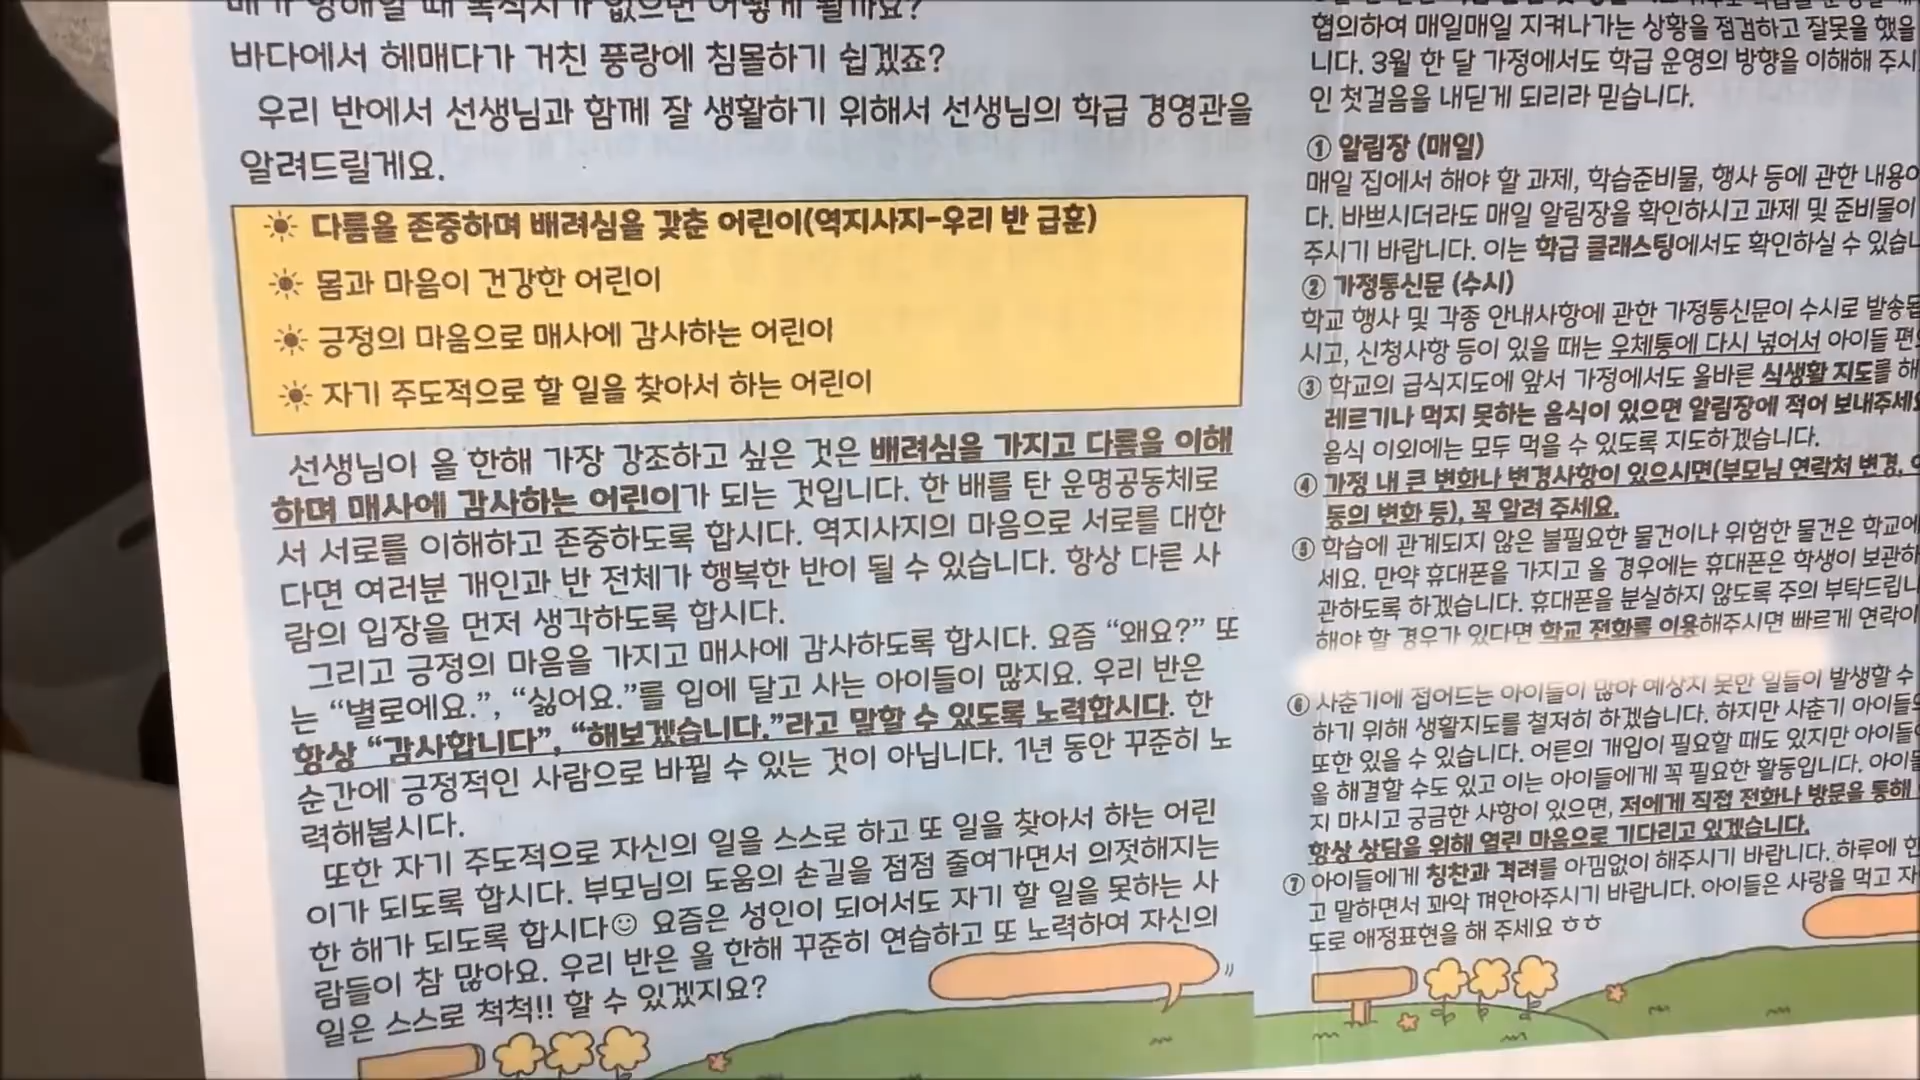 배가 항해할 때 목적지가 없으면 어떻게 될까요?
바다에서 헤매다가 거친 풍랑에 침몰하기 쉽겠죠?
우리 반에서 선생님과 함께 잘 생활하기 위해서 선생님의 학급 경영관을
알려드릴게요.
다름을 존중하며 배려심을 갖춘 어린이(역지사지-우리 반 급훈)
몸과 마음이 건강한 어린이
긍정의 마음으로 매사에 감사하는 어린이
자기 주도적으로 할 일을 찾아서 하는 어린이
선생님이 올 한해 가장 강조하고 싶은 것은 배려심을 가지고 다름을 이해
하며 매사에 감사하는 어린이가 되는 것입니다. 한 배를 탄 운명공동체로
서 서로를 이해하고 존중하도록 합시다. 역지사지의 마음으로 서로를 대한
다면 여러분 개인과 반 전체가 행복한 반이 될 수 있습니다. 항상 다른 사
람의 입장을 먼저 생각하도록 합시다.
그리고 긍정의 마음을 가지고 매사에 감사하도록 합시다. 요즘 “왜요?” 또
는 “별로에요.”, “싫어요.”를 입에 달고 사는 아이들이 많지요. 우리 반은
항상 “감사합니다”, “해보겠습니다.”라고 말할 수 있도록 노력합시다. 한
순간에 긍정적인 사람으로 바뀔 수 있는 것이 아닙니다. 1년 동안 꾸준히 노
력해봅시다.
또한 자기 주도적으로 자신의 일을 스스로 하고 또 일을 찾아서 하는 어린
이가 되도록 합시다. 부모님의 도움의 손길을 점점 줄여가면서 의젓해지는
한 해가 되도록 합시다☺ 요즘은 성인이 되어서도 자기 할 일을 못하는 사
람들이 참 많아요. 우리 반은 올 한해 꾸준히 연습하고 또 노력하여 자신의
일은 스스로 척척!! 할 수 있겠지요?
협의하여 매일매일 지켜나가는 상황을 점검하고 잘못을 했을
니다. 3월 한 달 가정에서도 학급 운영의 방향을 이해해 주시
인 첫걸음을 내딛게 되리라 믿습니다.
① 알림장 (매일)
매일 집에서 해야 할 과제, 학습준비물, 행사 등에 관한 내용이
다. 바쁘시더라도 매일 알림장을 확인하시고 과제 및 준비물이
주시기 바랍니다. 이는 학급 클래스팅에서도 확인하실 수 있습니
② 가정통신문 (수시)
학교 행사 및 각종 안내사항에 관한 가정통신문이 수시로 발송됩
시고, 신청사항 등이 있을 때는 우체통에 다시 넣어서 아이들 편
③ 학교의 급식지도에 앞서 가정에서도 올바른 식생활 지도를 해
레르기나 먹지 못하는 음식이 있으면 알림장에 적어 보내주세요
음식 이외에는 모두 먹을 수 있도록 지도하겠습니다.
④ 가정 내 큰 변화나 변경사항이 있으시면(부모님 연락처 변경,
동의 변화 등), 꼭 알려 주세요.
⑤ 학습에 관계되지 않은 불필요한 물건이나 위험한 물건은 학교에
세요. 만약 휴대폰을 가지고 올 경우에는 휴대폰은 학생이 보관하
관하도록 하겠습니다. 휴대폰을 분실하지 않도록 주의 부탁드립니
해야 할 경우가 있다면 학교 전화를 이용해주시면 빠르게 연락이
⑥ 사춘기에 접어드는 아이들이 많아 예상치 못한 일들이 발생할 수
하기 위해 생활지도를 철저히 하겠습니다. 하지만 사춘기 아이들의
또한 있을 수 있습니다. 어른의 개입이 필요할 때도 있지만 아이들
을 해결할 수도 있고 이는 아이들에게 꼭 필요한 활동입니다. 아이들
지 마시고 궁금한 사항이 있으면, 저에게 직접 전화나 방문을 통해
항상 상담을 위해 열린 마음으로 기다리고 있겠습니다.
⑦ 아이들에게 칭찬과 격려를 아낌없이 해주시기 바랍니다. 하루에 한
고 말하면서 꽈악 껴안아주시기 바랍니다. 아이들은 사랑을 먹고 자
도로 애정표현을 해 주세요 ㅎㅎ